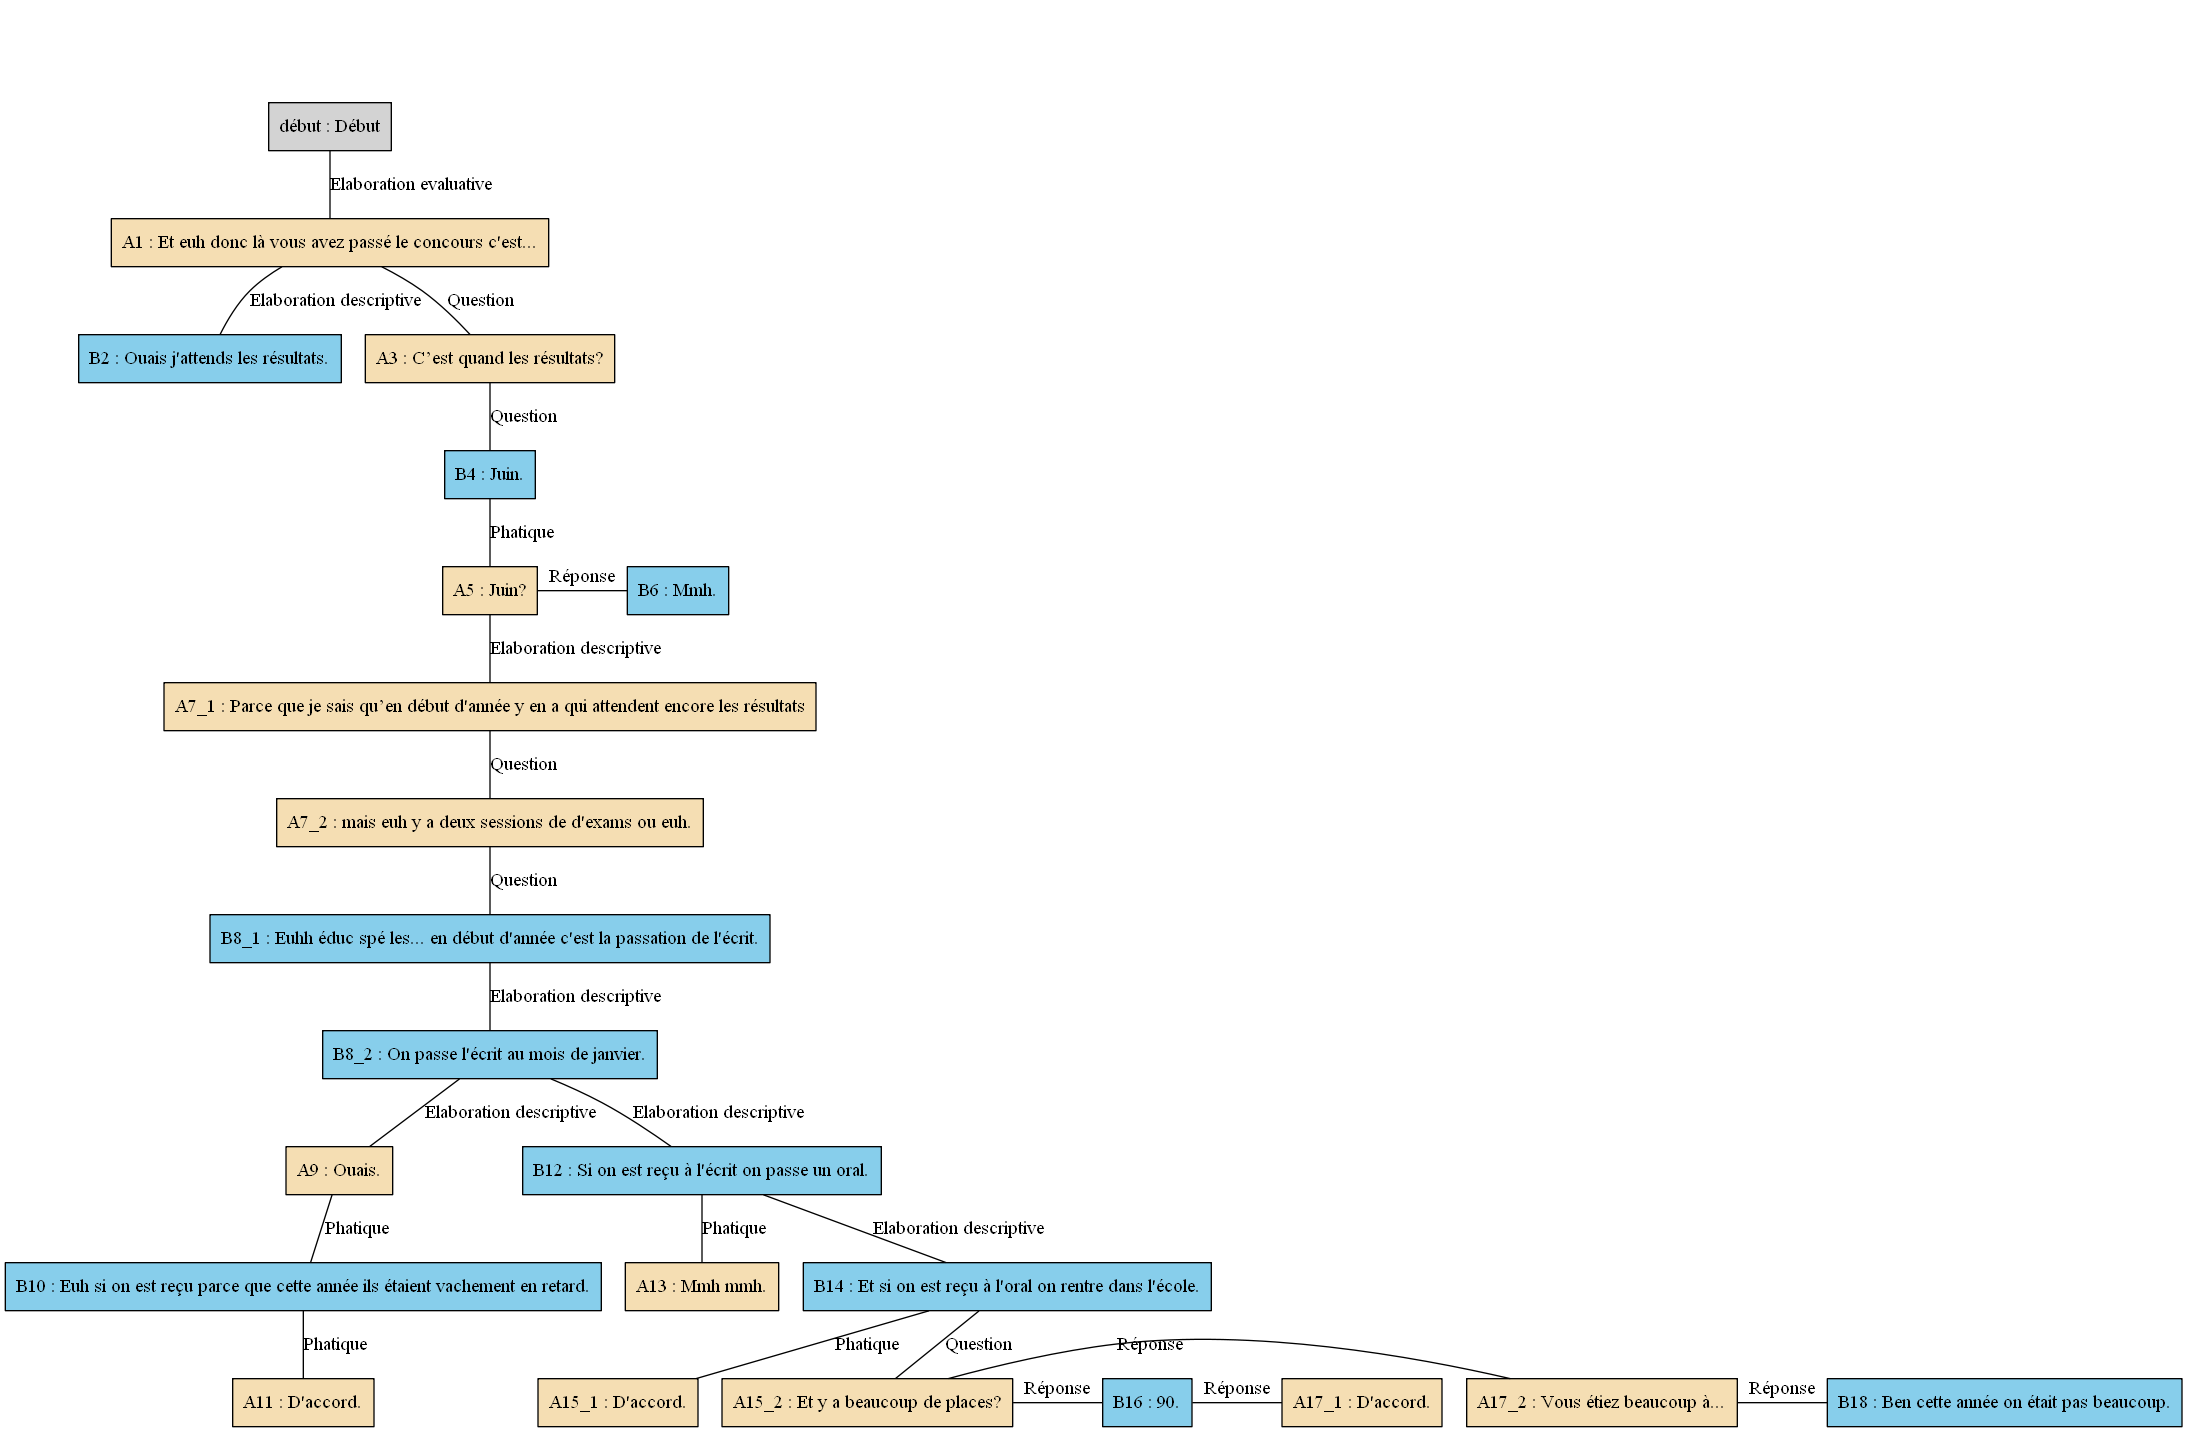 début : Début
Elaboration evaluative
A1 : Et euh donc là vous avez passé le concours c'est...
Elaboration descriptive
Question
B2 : Ouais j'attends les résultats.
A3 : C’est quand les résultats?
Question
B4 : Juin.
Phatique
A5 : Juin?
Réponse
B6 : Mmh.
Elaboration descriptive
A7_1 : Parce que je sais qu’en début d'année y en a qui attendent encore les résultats
Question
A7_2 : mais euh y a deux sessions de d'exams ou euh.
Question
B8_1 : Euhh éduc spé les... en début d'année c'est la passation de l'écrit.
Elaboration descriptive
B8_2 : On passe l'écrit au mois de janvier.
Elaboration descriptive
Elaboration descriptive
A9 : Ouais.
B12 : Si on est reçu à l'écrit on passe un oral.
Phatique
Phatique
Elaboration descriptive
B10 : Euh si on est reçu parce que cette année ils étaient vachement en retard.
A13 : Mmh mmh.
B14 : Et si on est reçu à l'oral on rentre dans l'école.
Phatique
Phatique
Question
Réponse
A11 : D'accord.
A15_1 : D'accord.
A15_2 : Et y a beaucoup de places?
Réponse
B16 : 90.
Réponse
A17_1 : D'accord.
A17_2 : Vous étiez beaucoup à...
Réponse
B18 : Ben cette année on était pas beaucoup.